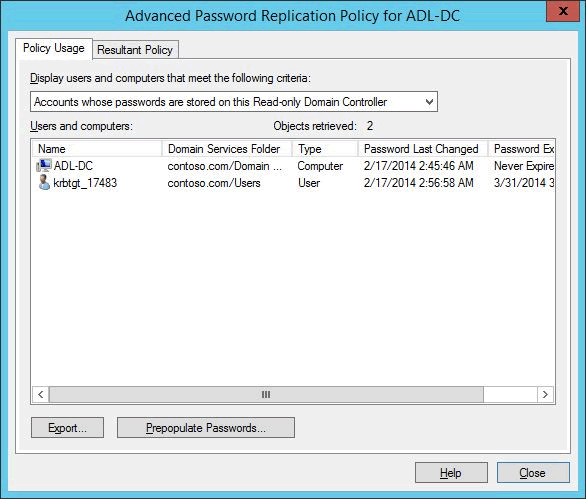 Advanced Password Replication Policy for ADL-DC
x
Policy Usage Resultant Policy
Display users and computers that meet the following criteria:
Accounts whose passwords are stored on this Read-only Domain Controller
Users and computers: Objects retrieved: 2
Name Domain Services Folder Type Password Last Changed Password Ex
ADL-DC contoso.com/Domain ... Computer 2/17/2014 2:45:46 AM Never Expire
krbtgt_17483 contoso.com/Users User 2/17/2014 2:56:58 AM 3/31/2014 3
Export... Prepopulate Passwords...
Help Close